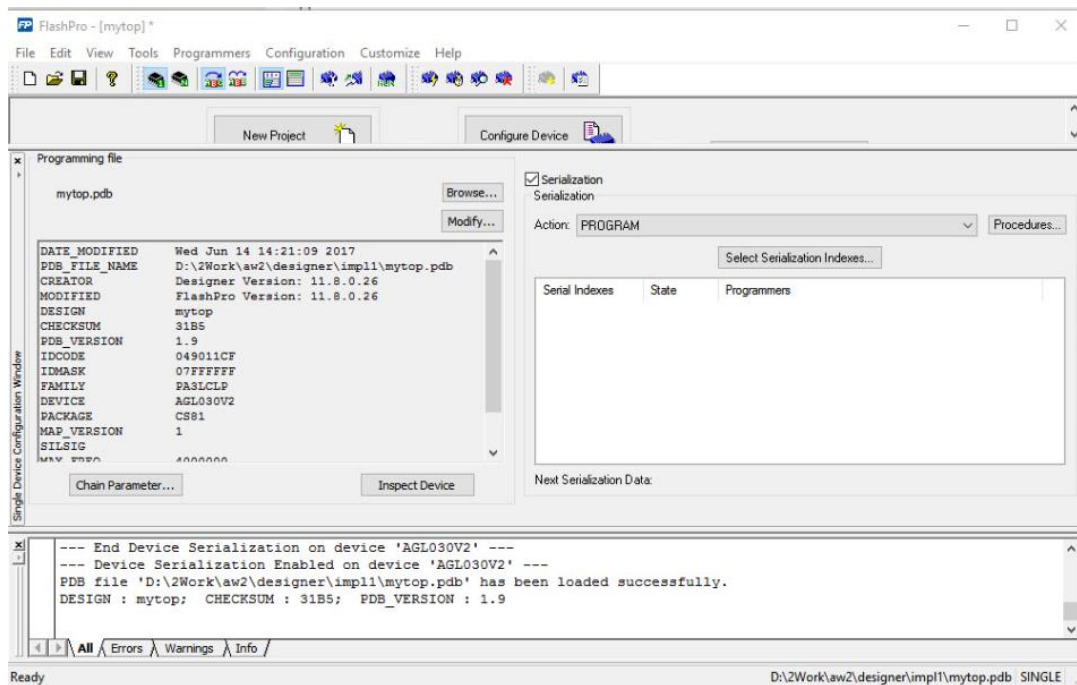 FlashPro - [mytop] *
File Edit View Tools Programmers Configuration Customize Help
New Project
Configure Device
Programming file
mytop.pdb
Browse...
Modify...
DATE_MODIFIED Wed Jun 14 14:21:09 2017
PDB_FILE_NAME D:\2Work\aw2\designer\impl1\mytop.pdb
CREATOR Designer Version: 11.8.0.26
MODIFIED FlashPro Version: 11.8.0.26
DESIGN mytop
CHECKSUM 31B5
PDB_VERSION 1.9
IDCODE 049011CF
IDMASK 07FFFFFF
FAMILY PA3LCLP
DEVICE AGL030V2
PACKAGE CS81
MAP_VERSION 1
SILSIG
MAX_FREQ 4000000
Chain Parameter...
Inspect Device
Single Device Configuration Window
Serialization
Serialization
Action: PROGRAM
Procedures...
Select Serialization Indexes...
Serial Indexes State Programmers
Next Serialization Data:
--- End Device Serialization on device 'AGL030V2' ---
--- Device Serialization Enabled on device 'AGL030V2' ---
PDB file 'D:\2Work\aw2\designer\impl1\mytop.pdb' has been loaded successfully.
DESIGN : mytop; CHECKSUM : 31B5; PDB_VERSION : 1.9
All Errors Warnings Info
Ready
D:\2Work\aw2\designer\impl1\mytop.pdb SINGLE